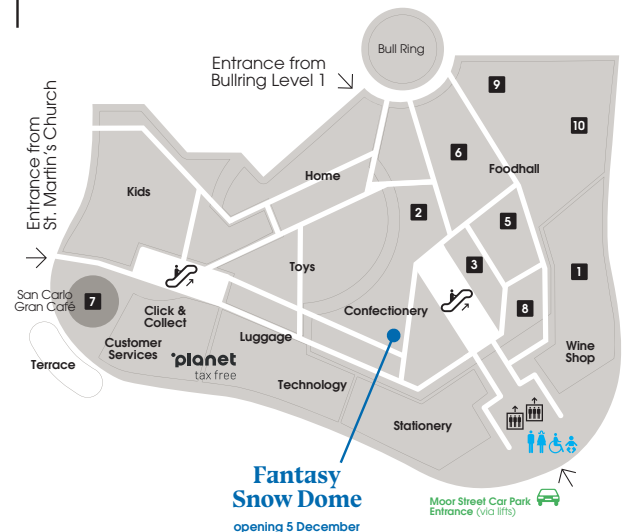 Bull Ring
Entrance from
Bullring Level 1
9
10
6
Foodhall
Entrance from
St. Martin's Church
Home
Kids
2
5
3
1
Toys
San Carlo
Gran Café
7
Click &
Collect
Confectionery
8
Customer
Services
Luggage
Wine
Shop
Terrace
planet
tax free
Technology
Stationery
Fantasy
Snow Dome
opening 5 December
Moor Street Car Park
Entrance (via lifts)